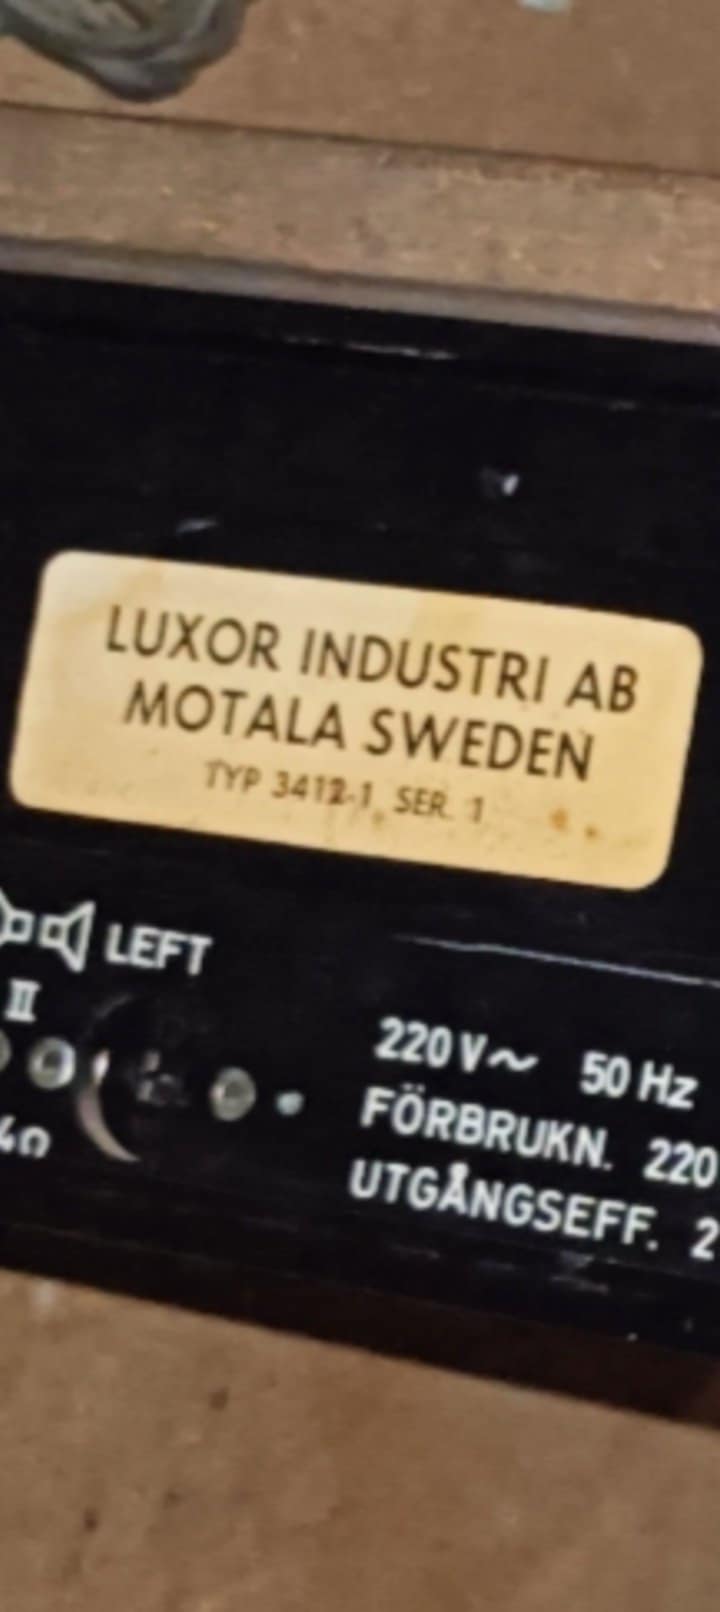 LUXOR INDUSTRI AB
MOTALA SWEDEN
TYP 3412-1 SER. 1
LEFT
II
4Ω
220 V~ 50 Hz
FÖRBRUKN. 220
UTGÅNGSEFF. 2